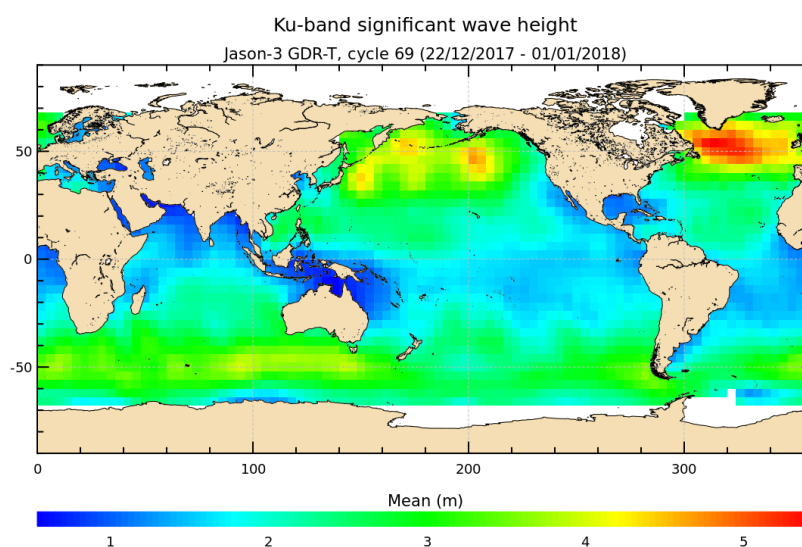 Ku-band significant wave height
Jason-3 GDR-T, cycle 69 (22/12/2017 - 01/01/2018)
50
0
-50
0 100 200 300
Mean (m)
1 2 3 4 5